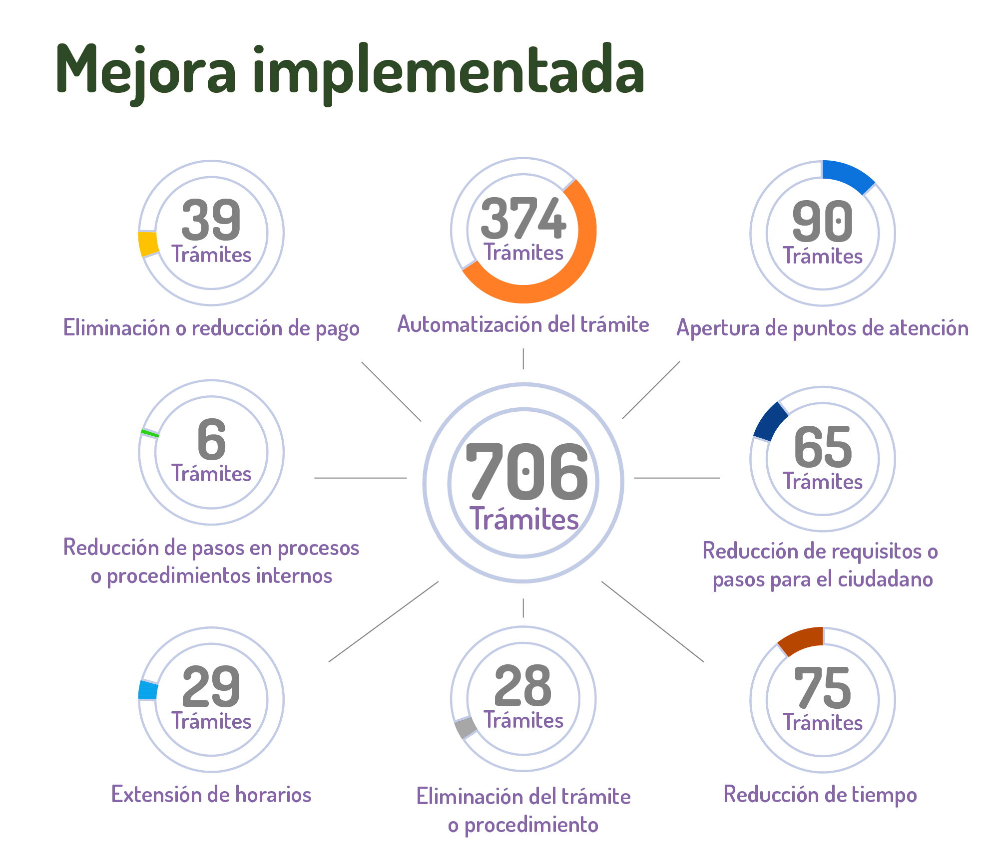 Mejora implementada
39
Trámites
Eliminación o reducción de pago
374
Trámites
Automatización del trámite
90
Trámites
Apertura de puntos de atención
6
Trámites
Reducción de pasos en procesos
o procedimientos internos
706
Trámites
65
Trámites
Reducción de requisitos o
pasos para el ciudadano
29
Trámites
Extensión de horarios
28
Trámites
Eliminación del trámite
o procedimiento
75
Trámites
Reducción de tiempo